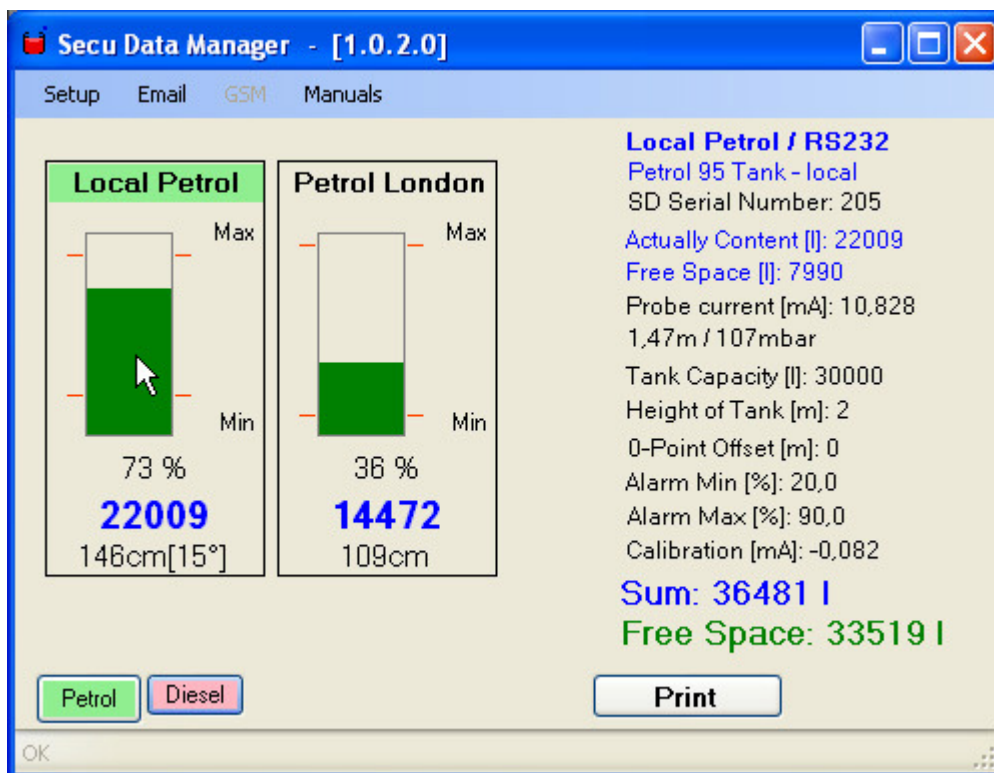 Secu Data Manager - [1.0.2.0]
Setup Email GSM Manuals
Local Petrol
Max
Min
73 %
22009
146cm[15°]
Petrol London
Max
Min
36 %
14472
109cm
Local Petrol / RS232
Petrol 95 Tank - local
SD Serial Number: 205
Actually Content [l]: 22009
Free Space [l]: 7990
Probe current [mA]: 10,828
1,47m / 107mbar
Tank Capacity [l]: 30000
Height of Tank [m]: 2
0-Point Offset [m]: 0
Alarm Min [%]: 20,0
Alarm Max [%]: 90,0
Calibration [mA]: -0,082
Sum: 36481 l
Free Space: 33519 l
Petrol Diesel
Print
OK